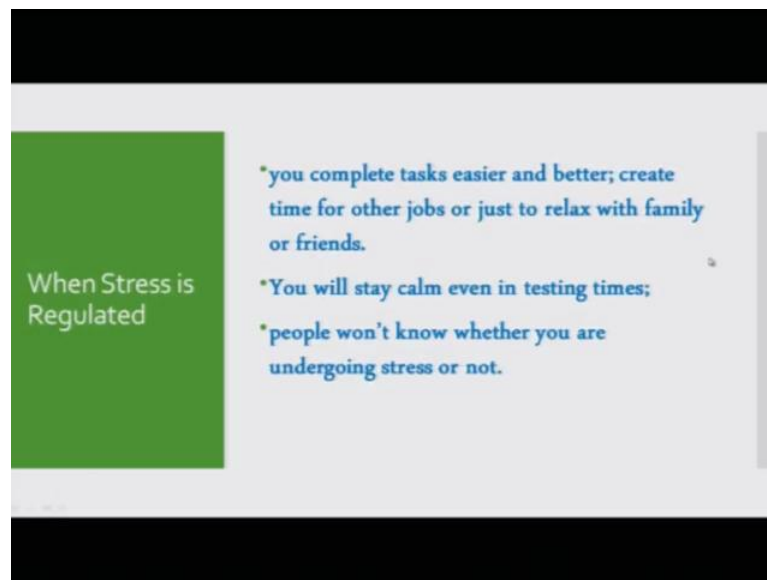 When Stress is
Regulated
•you complete tasks easier and better; create
time for other jobs or just to relax with family
or friends.
•You will stay calm even in testing times;
•people won't know whether you are
undergoing stress or not.